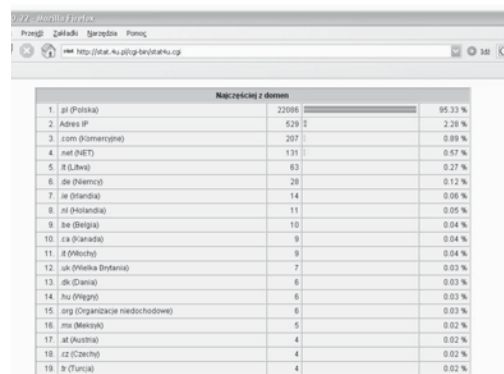 Mozilla Firefox
Przejdź Zakładki Narzędzia Pomoc
http://stat.4u.pl/cgi-bin/stat4u.cgi Idź
Najczęściej z domen
1. .pl (Polska) 22086 95.33 %
2. Adres IP 529 2.28 %
3. .com (Komercyjne) 207 0.89 %
4. .net (NET) 131 0.57 %
5. .lt (Litwa) 63 0.27 %
6. .de (Niemcy) 28 0.12 %
7. .ie (Irlandia) 14 0.06 %
8. .nl (Holandia) 11 0.05 %
9. .be (Belgia) 10 0.04 %
10. .ca (Kanada) 9 0.04 %
11. .it (Włochy) 9 0.04 %
12. .uk (Wielka Brytania) 7 0.03 %
13. .dk (Dania) 6 0.03 %
14. .hu (Węgry) 6 0.03 %
15. .org (Organizacje niedochodowe) 6 0.03 %
16. .mx (Meksyk) 5 0.02 %
17. .at (Austria) 4 0.02 %
18. .cz (Czechy) 4 0.02 %
19. .tr (Turcja) 4 0.02 %